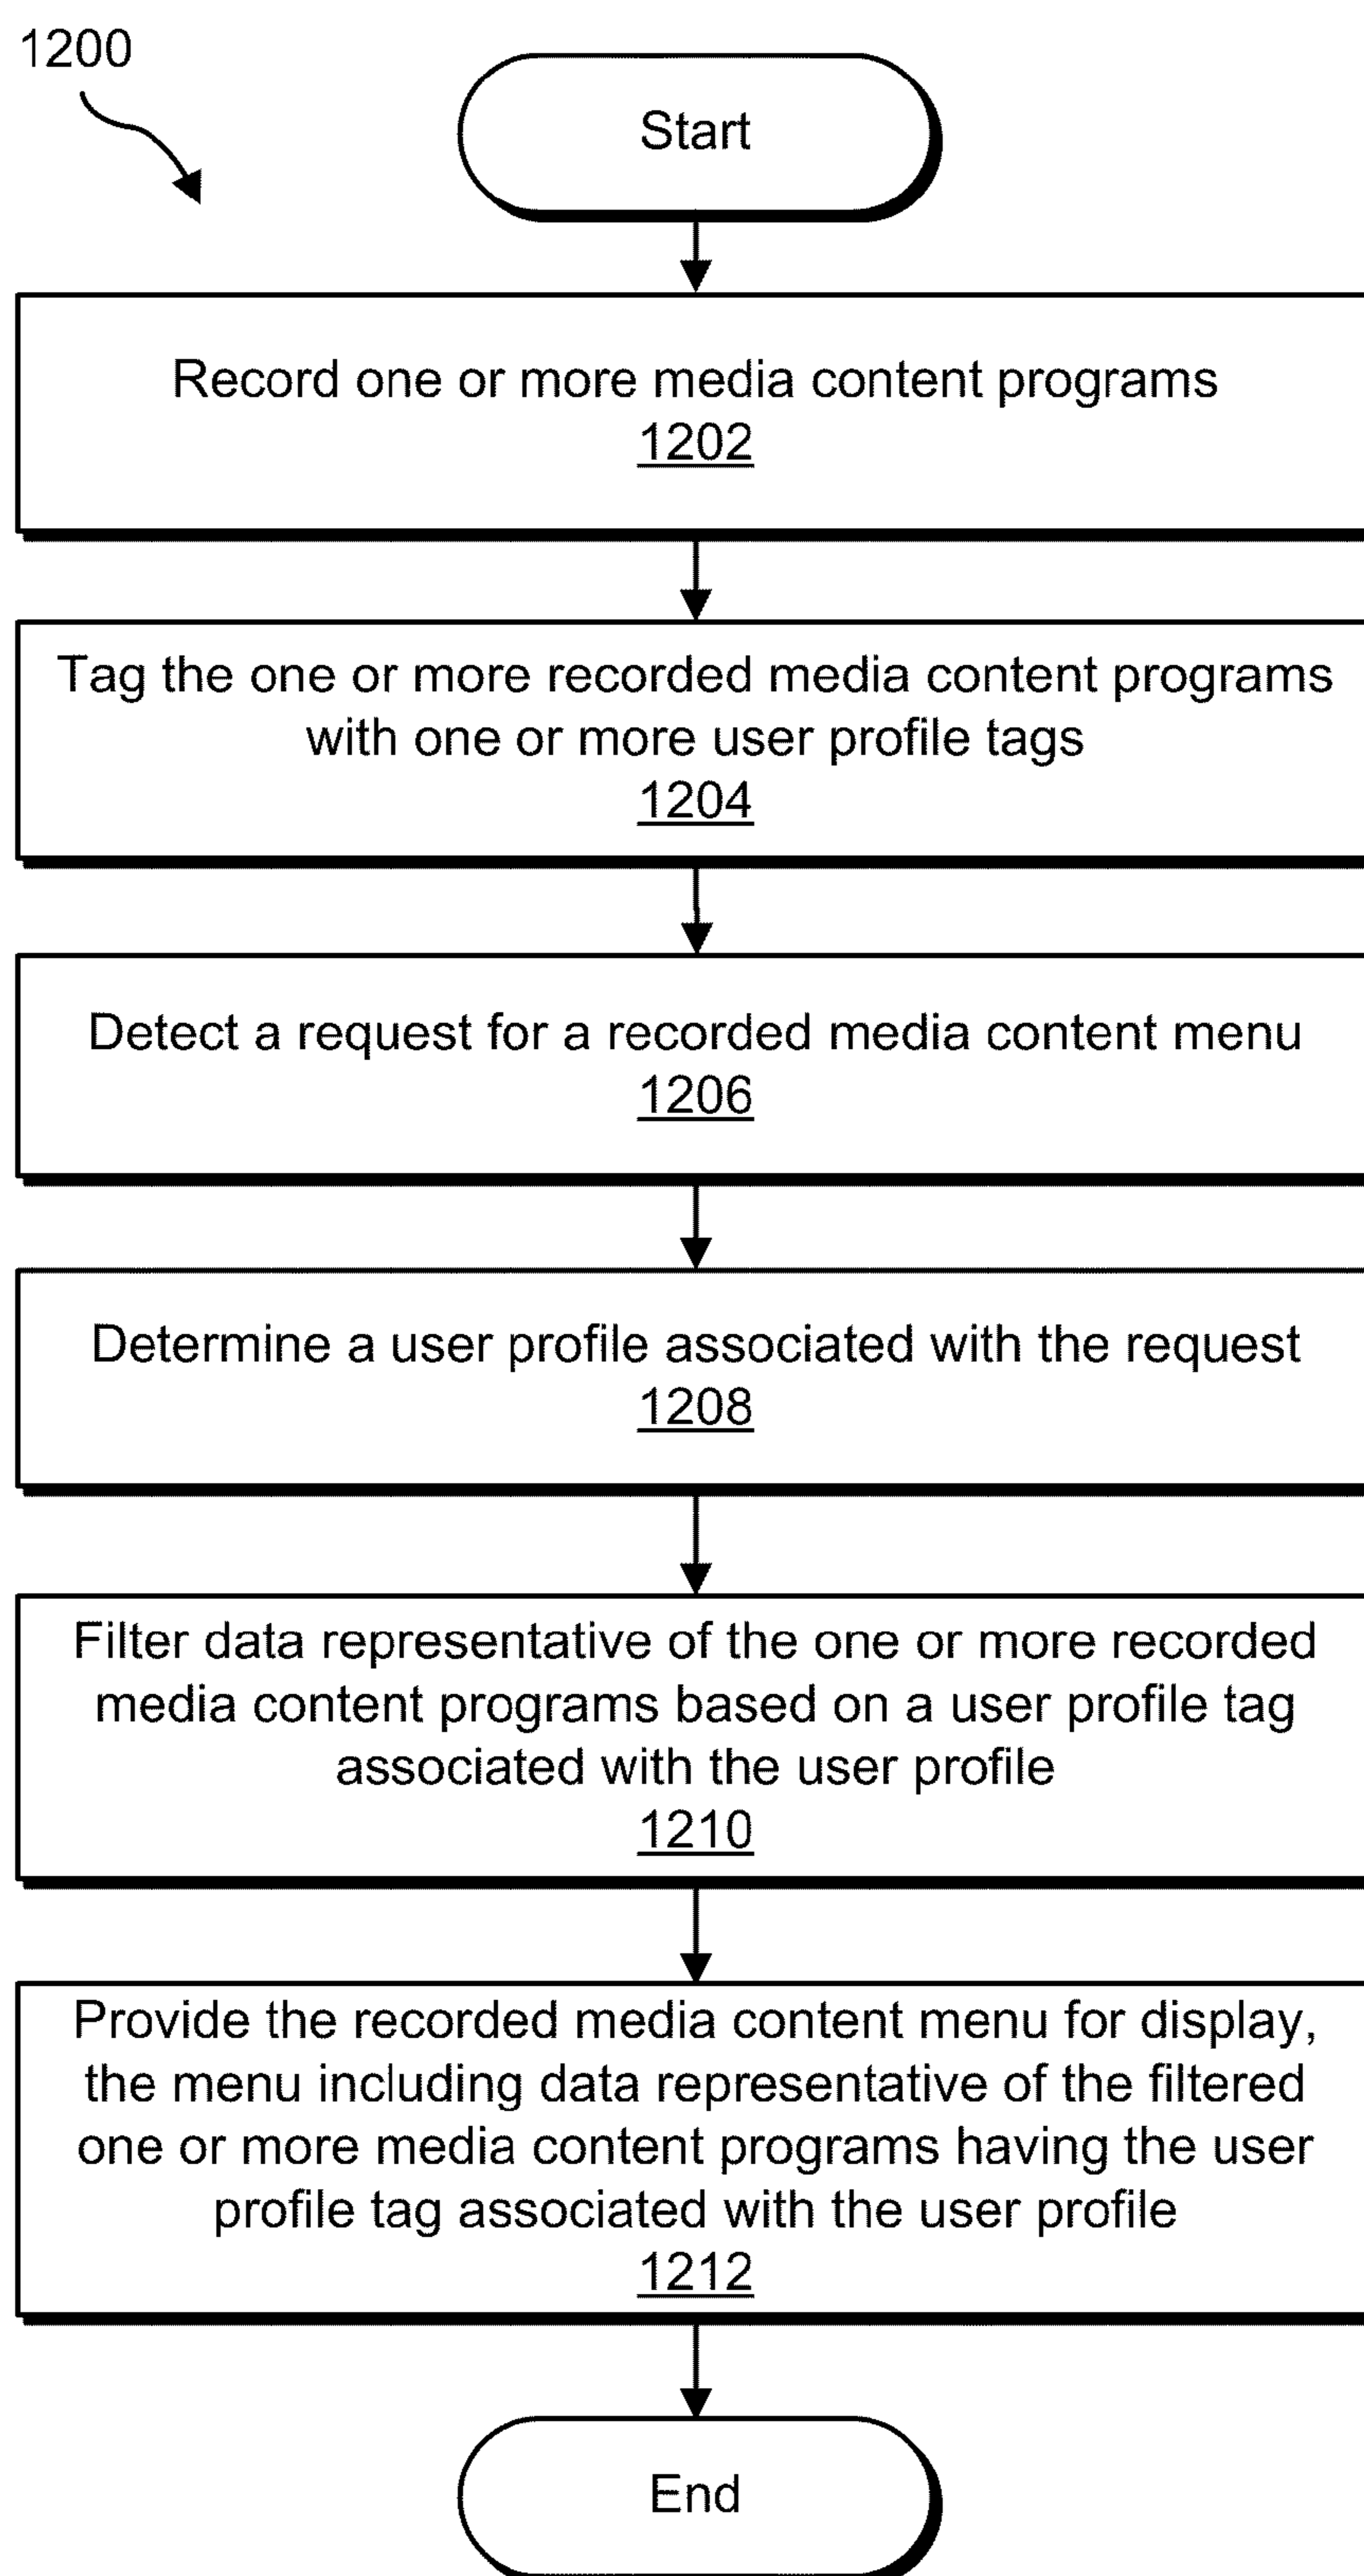 1200
Start
Record one or more media content programs
1202
Tag the one or more recorded media content programs
with one or more user profile tags
1204
Detect a request for a recorded media content menu
1206
Determine a user profile associated with the request
1208
Filter data representative of the one or more recorded
media content programs based on a user profile tag
associated with the user profile
1210
Provide the recorded media content menu for display,
the menu including data representative of the filtered
one or more media content programs having the user
profile tag associated with the user profile
1212
End